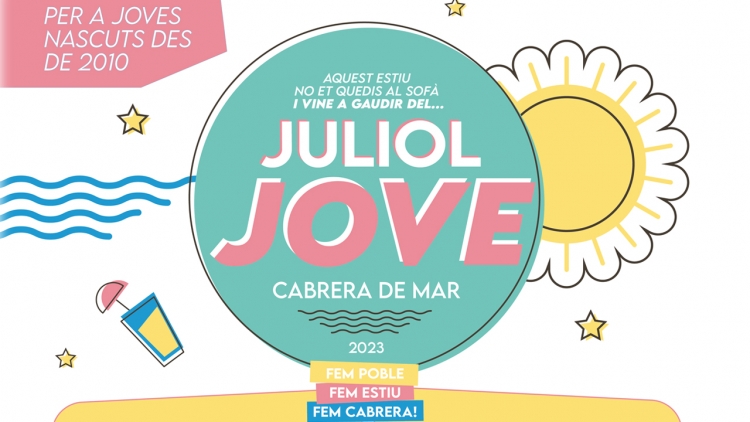 PER A JOVES
NASCUTS DES
DE 2010
AQUEST ESTIU
NO ET QUEDIS AL SOFÀ
I VINE A GAUDIR DEL...
JULIOL
JOVE
CABRERA DE MAR
2023
FEM POBLE
FEM ESTIU
FEM CABRERA!